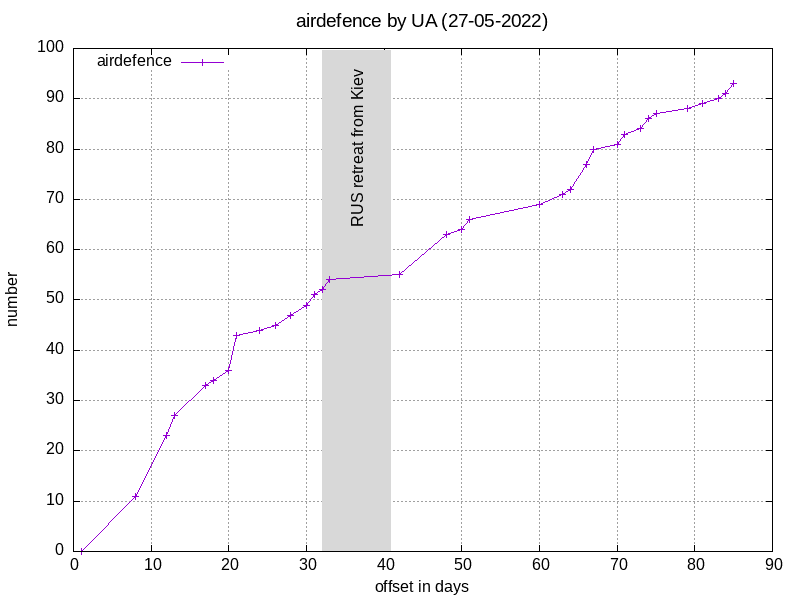 airdefence by UA (27-05-2022)
airdefence
RUS retreat from Kiev
number
100
90
80
70
60
50
40
30
20
10
0
0 10 20 30 40 50 60 70 80 90
offset in days